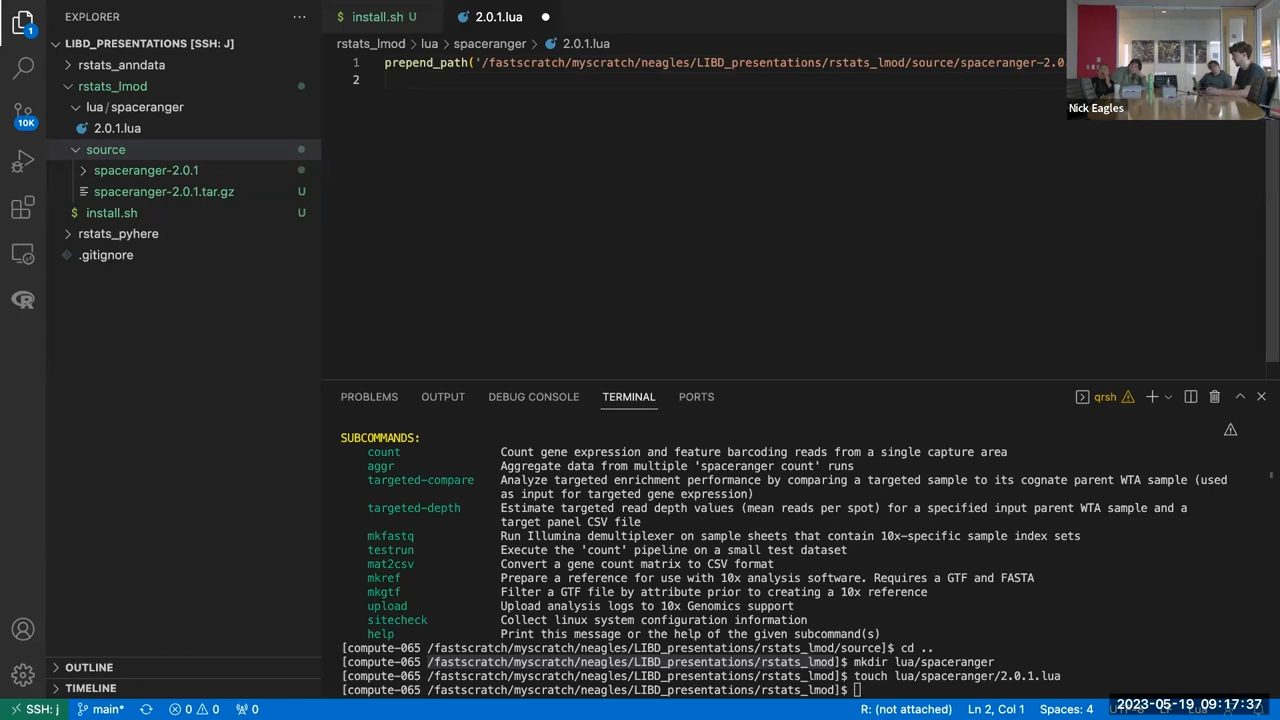 EXPLORER
install.sh U
2.0.1.lua
LIBD_PRESENTATIONS [SSH: J]
rstats_lmod > lua > spaceranger > 2.0.1.lua
rstats_anndata
1 prepend_path('/fastscratch/myscratch/neagles/LIBD_presentations/rstats_lmod/source/spaceranger-2.0.
2
rstats_lmod
lua/spaceranger
2.0.1.lua
source
spaceranger-2.0.1
spaceranger-2.0.1.tar.gz U
$ install.sh U
rstats_pyhere
.gitignore
1
10K
Nick Eagles
PROBLEMS OUTPUT DEBUG CONSOLE TERMINAL PORTS
qrsh
SUBCOMMANDS:
count Count gene expression and feature barcoding reads from a single capture area
aggr Aggregate data from multiple 'spaceranger count' runs
targeted-compare Analyze targeted enrichment performance by comparing a targeted sample to its cognate parent WTA sample (used
as input for targeted gene expression)
targeted-depth Estimate targeted read depth values (mean reads per spot) for a specified input parent WTA sample and a
target panel CSV file
mkfastq Run Illumina demultiplexer on sample sheets that contain 10x-specific sample index sets
testrun Execute the 'count' pipeline on a small test dataset
mat2csv Convert a gene count matrix to CSV format
mkref Prepare a reference for use with 10x analysis software. Requires a GTF and FASTA
mkgtf Filter a GTF file by attribute prior to creating a 10x reference
upload Upload analysis logs to 10x Genomics support
sitecheck Collect linux system configuration information
help Print this message or the help of the given subcommand(s)
[compute-065 /fastscratch/myscratch/neagles/LIBD_presentations/rstats_lmod/source]$ cd ..
[compute-065 /fastscratch/myscratch/neagles/LIBD_presentations/rstats_lmod]$ mkdir lua/spaceranger
[compute-065 /fastscratch/myscratch/neagles/LIBD_presentations/rstats_lmod]$ touch lua/spaceranger/2.0.1.lua
[compute-065 /fastscratch/myscratch/neagles/LIBD_presentations/rstats_lmod]$
OUTLINE
TIMELINE
SSH: j main* 0 0 0 R: (not attached) Ln 2, Col 1 Spaces: 4
2023-05-19 09:17:37